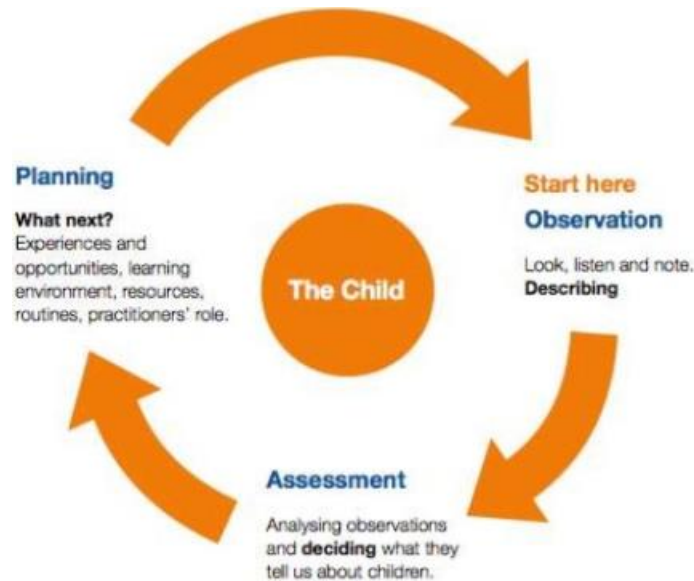 Planning
What next?
Experiences and
opportunities, learning
environment, resources,
routines, practitioners' role.
The Child
Start here
Observation
Look, listen and note.
Describing
Assessment
Analysing observations
and deciding what they
tell us about children.